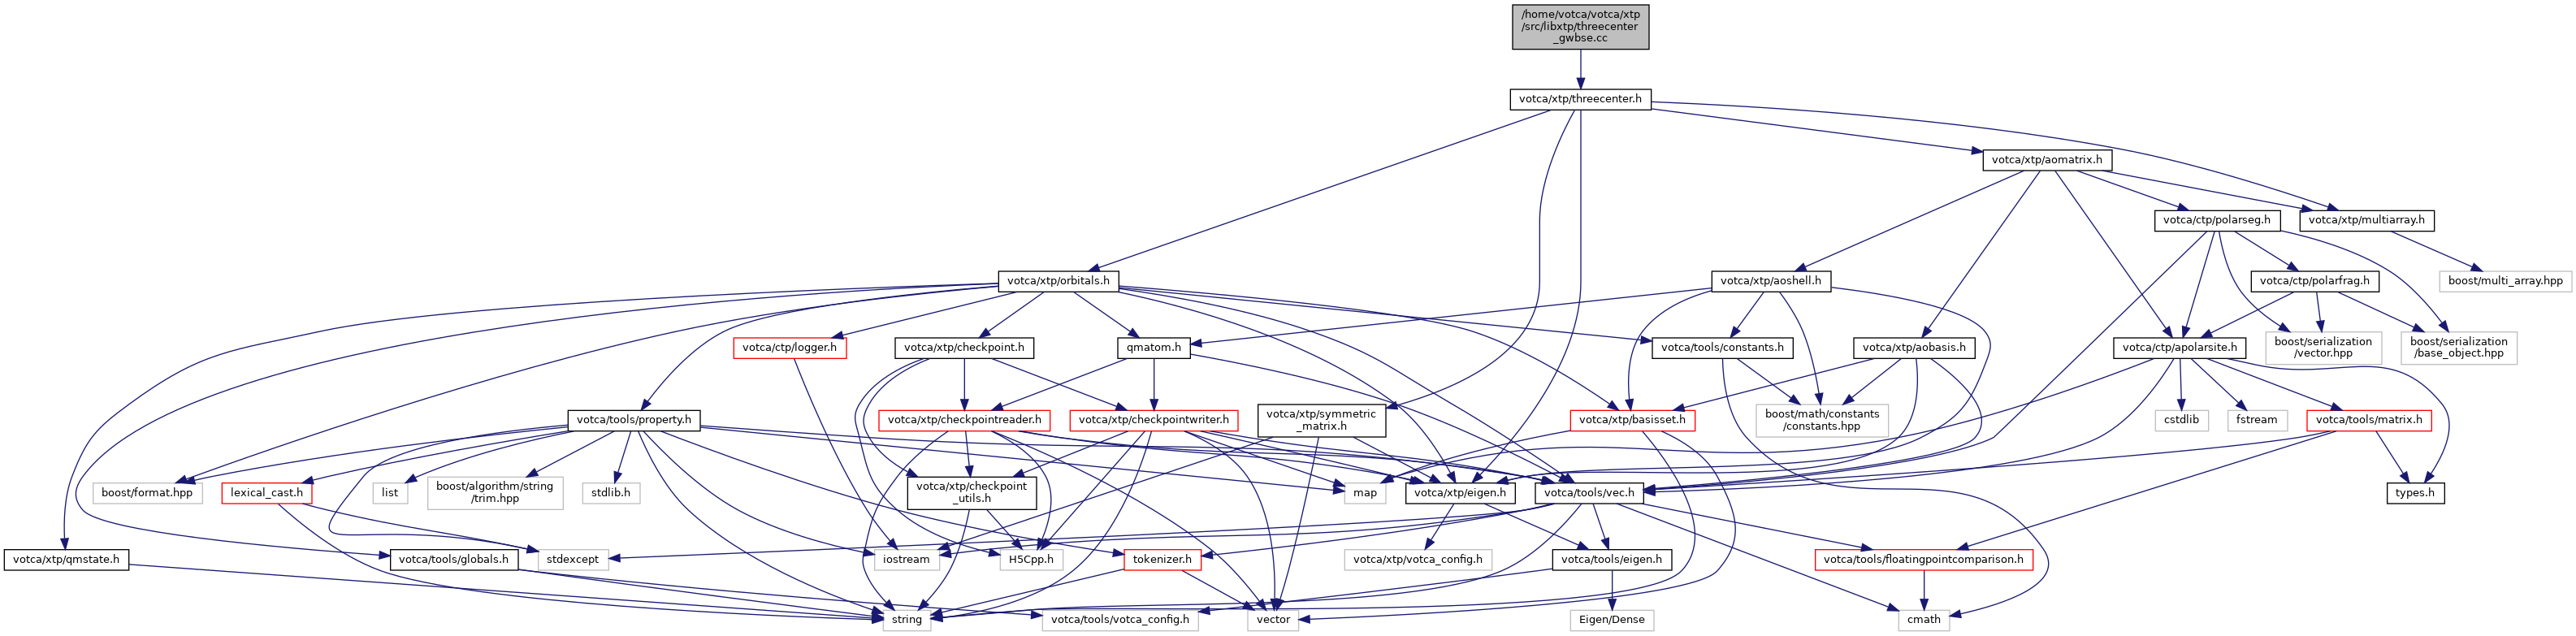 /home/votca/votca/xtp
/src/libxtp/threecenter
_gwbse.cc
votca/xtp/threecenter.h
votca/xtp/aomatrix.h
votca/ctp/polarseg.h
votca/xtp/multiarray.h
votca/xtp/orbitals.h
votca/xtp/aoshell.h
votca/ctp/polarfrag.h
boost/multi_array.hpp
votca/ctp/logger.h
votca/xtp/checkpoint.h
qmatom.h
votca/tools/constants.h
votca/xtp/aobasis.h
votca/ctp/apolarsite.h
boost/serialization
/vector.hpp
boost/serialization
/base_object.hpp
votca/tools/property.h
votca/xtp/checkpointreader.h
votca/xtp/checkpointwriter.h
votca/xtp/symmetric
_matrix.h
votca/xtp/basisset.h
boost/math/constants
/constants.hpp
cstdlib
fstream
votca/tools/matrix.h
boost/format.hpp
lexical_cast.h
list
boost/algorithm/string
/trim.hpp
stdlib.h
votca/xtp/checkpoint
_utils.h
map
votca/xtp/eigen.h
votca/tools/vec.h
types.h
votca/xtp/qmstate.h
votca/tools/globals.h
stdexcept
iostream
H5Cpp.h
tokenizer.h
votca/xtp/votca_config.h
votca/tools/eigen.h
votca/tools/floatingpointcomparison.h
string
votca/tools/votca_config.h
vector
Eigen/Dense
cmath